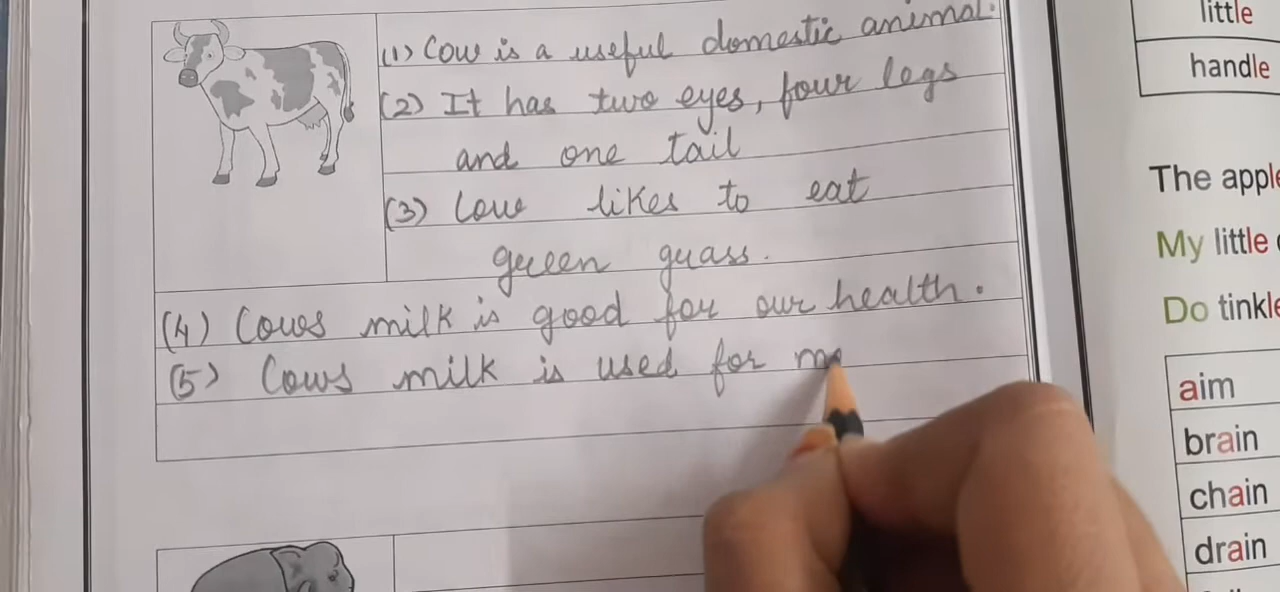 (1) Cow is a useful domestic animal.
(2) It has two eyes, four legs
and one tail
(3) Cow likes to eat
green grass.
(4) Cows milk is good for our health.
(5) Cows milk is used for
little
handle
The apple
My little
Do tinkle
aim
brain
chain
drain